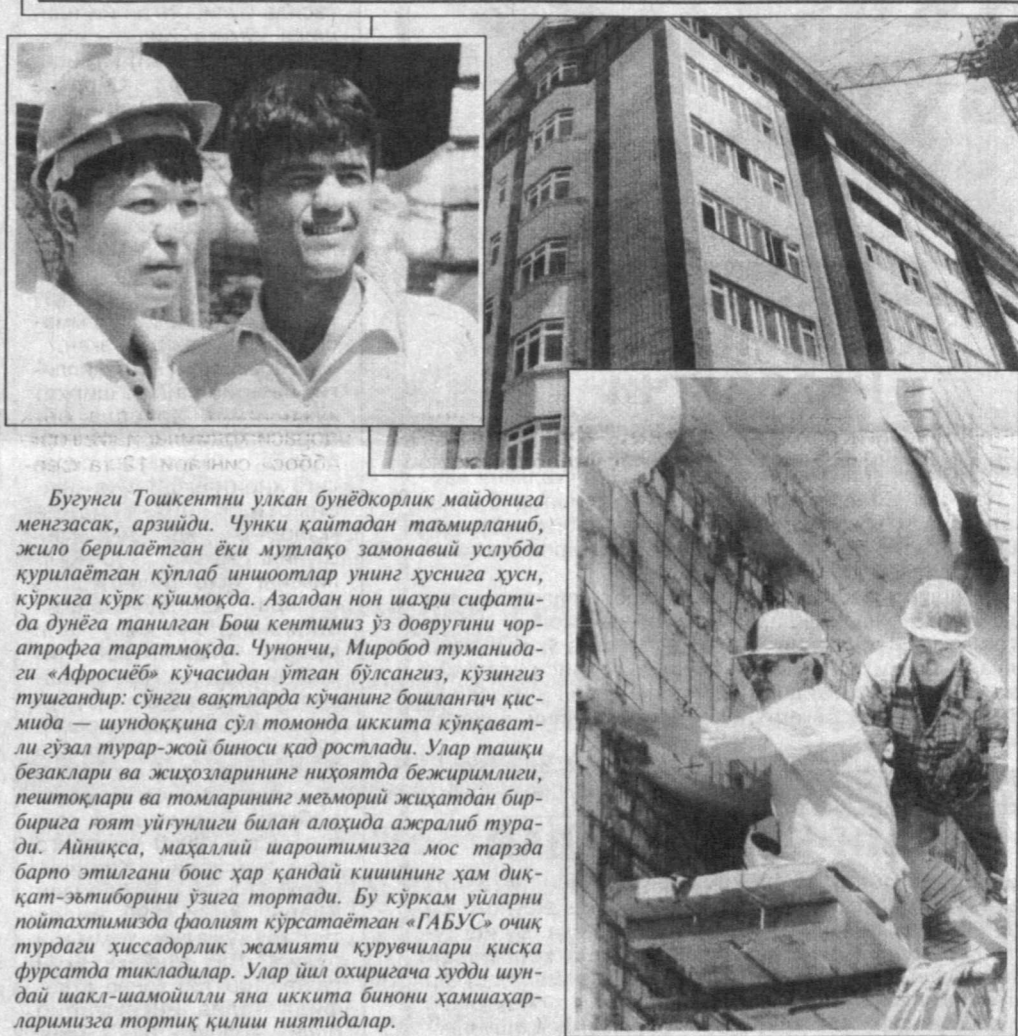 Бугунги Тошкентни улкан бунёдкорлик майдонига
менгзасак, арзийди. Чунки қайтадан таъмирланиб,
жило берилаётган ёки мутлақо замонавий услубда
қурилаётган кўплаб иншоотлар унинг ҳуснига ҳусн,
кўркига кўрк қўшмоқда. Азалдан нон шаҳри сифати-
да дунёга танилган Бош кентимиз ўз довруғини чор-
атрофга таратмоқда. Чунончи, Миробод туманида-
ги «Афросиёб» кўчасидан ўтган бўлсангиз, кўзингиз
тушгандир: сўнгги вақтларда кўчанинг бошланғич қис-
мида — шундоққина сўл томонда иккита кўпқават-
ли гўзал турар-жой биноси қад ростлади. Улар ташқи
безаклари ва жиҳозларининг ниҳоятда бежиримлиги,
пештоқлари ва томларининг меъморий жиҳатдан бир-
бирига ғоят уйғунлиги билан алоҳида ажралиб тура-
ди. Айниқса, маҳаллий шароитимизга мос тарзда
барпо этилгани боис ҳар қандай кишининг ҳам диқ-
қат-эътиборини ўзига тортади. Бу кўркам уйларни
пойтахтимизда фаолият кўрсатаётган «ГАБУС» очиқ
турдаги ҳиссадорлик жамияти қурувчилари қисқа
фурсатда тикладилар. Улар йил охиригача худди шун-
дай шакл-шамойилли яна иккита бинони ҳамшаҳар-
ларимизга тортиқ қилиш ниятидалар.